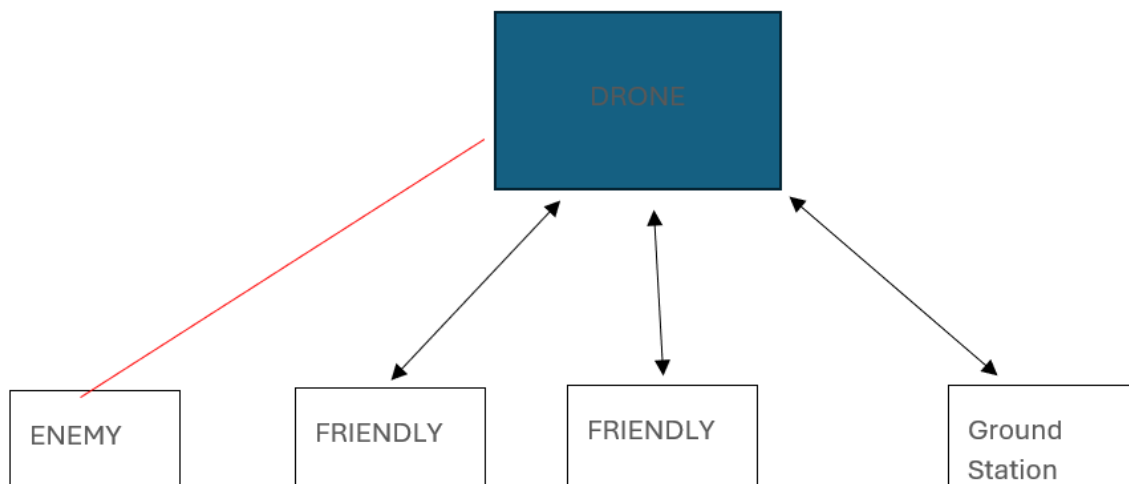 DRONE
ENEMY
FRIENDLY
FRIENDLY
Ground
Station